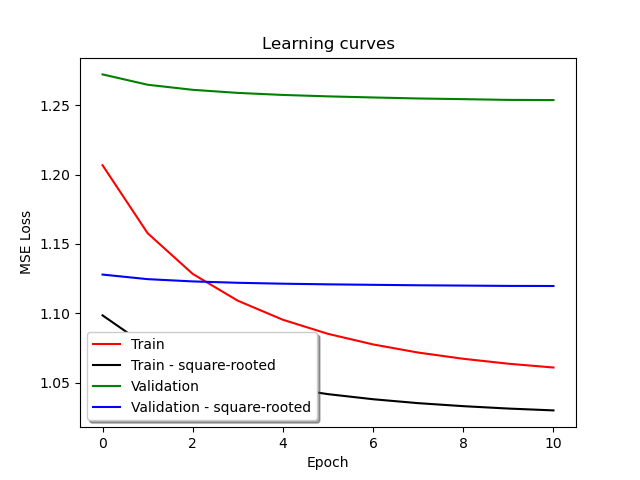 Learning curves
MSE Loss
1.25
1.20
1.15
1.10
1.05
Train
Train - square-rooted
Validation
Validation - square-rooted
0 2 4 6 8 10
Epoch